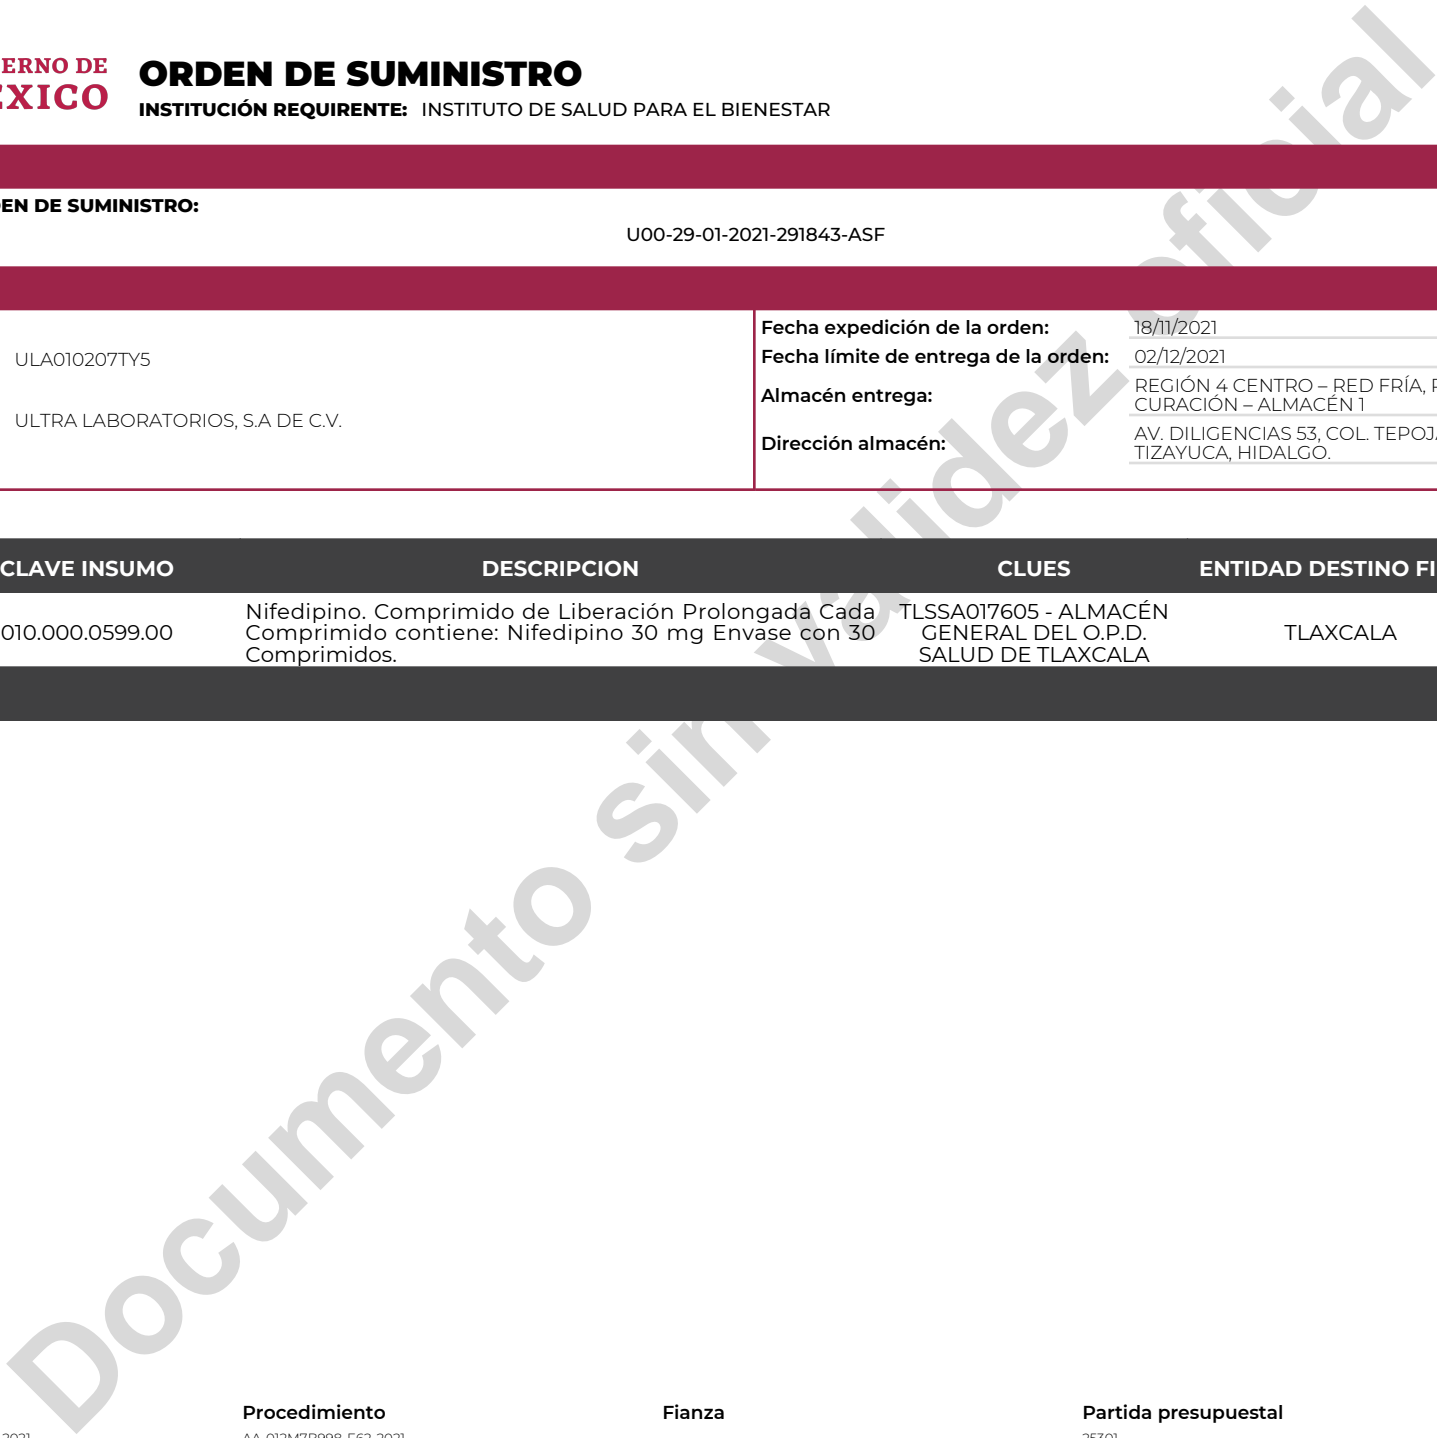 ERNO DE
EXICO
ORDEN DE SUMINISTRO
INSTITUCIÓN REQUIRENTE: INSTITUTO DE SALUD PARA EL BIENESTAR
EN DE SUMINISTRO:
U00-29-01-2021-291843-ASF
ULA010207TY5
ULTRA LABORATORIOS, S.A DE C.V.
Fecha expedición de la orden: 18/11/2021
Fecha límite de entrega de la orden: 02/12/2021
Almacén entrega: REGIÓN 4 CENTRO – RED FRÍA,
CURACIÓN – ALMACÉN 1
Dirección almacén: AV. DILIGENCIAS 53, COL. TEPOJA
TIZAYUCA, HIDALGO.
CLAVE INSUMO DESCRIPCION CLUES ENTIDAD DESTINO FI
010.000.0599.00
Nifedipino. Comprimido de Liberación Prolongada Cada
Comprimido contiene: Nifedipino 30 mg Envase con 30
Comprimidos.
TLSSA017605 - ALMACÉN
GENERAL DEL O.P.D.
SALUD DE TLAXCALA
TLAXCALA
Documento sin validez oficial
Procedimiento Fianza Partida presupuestal